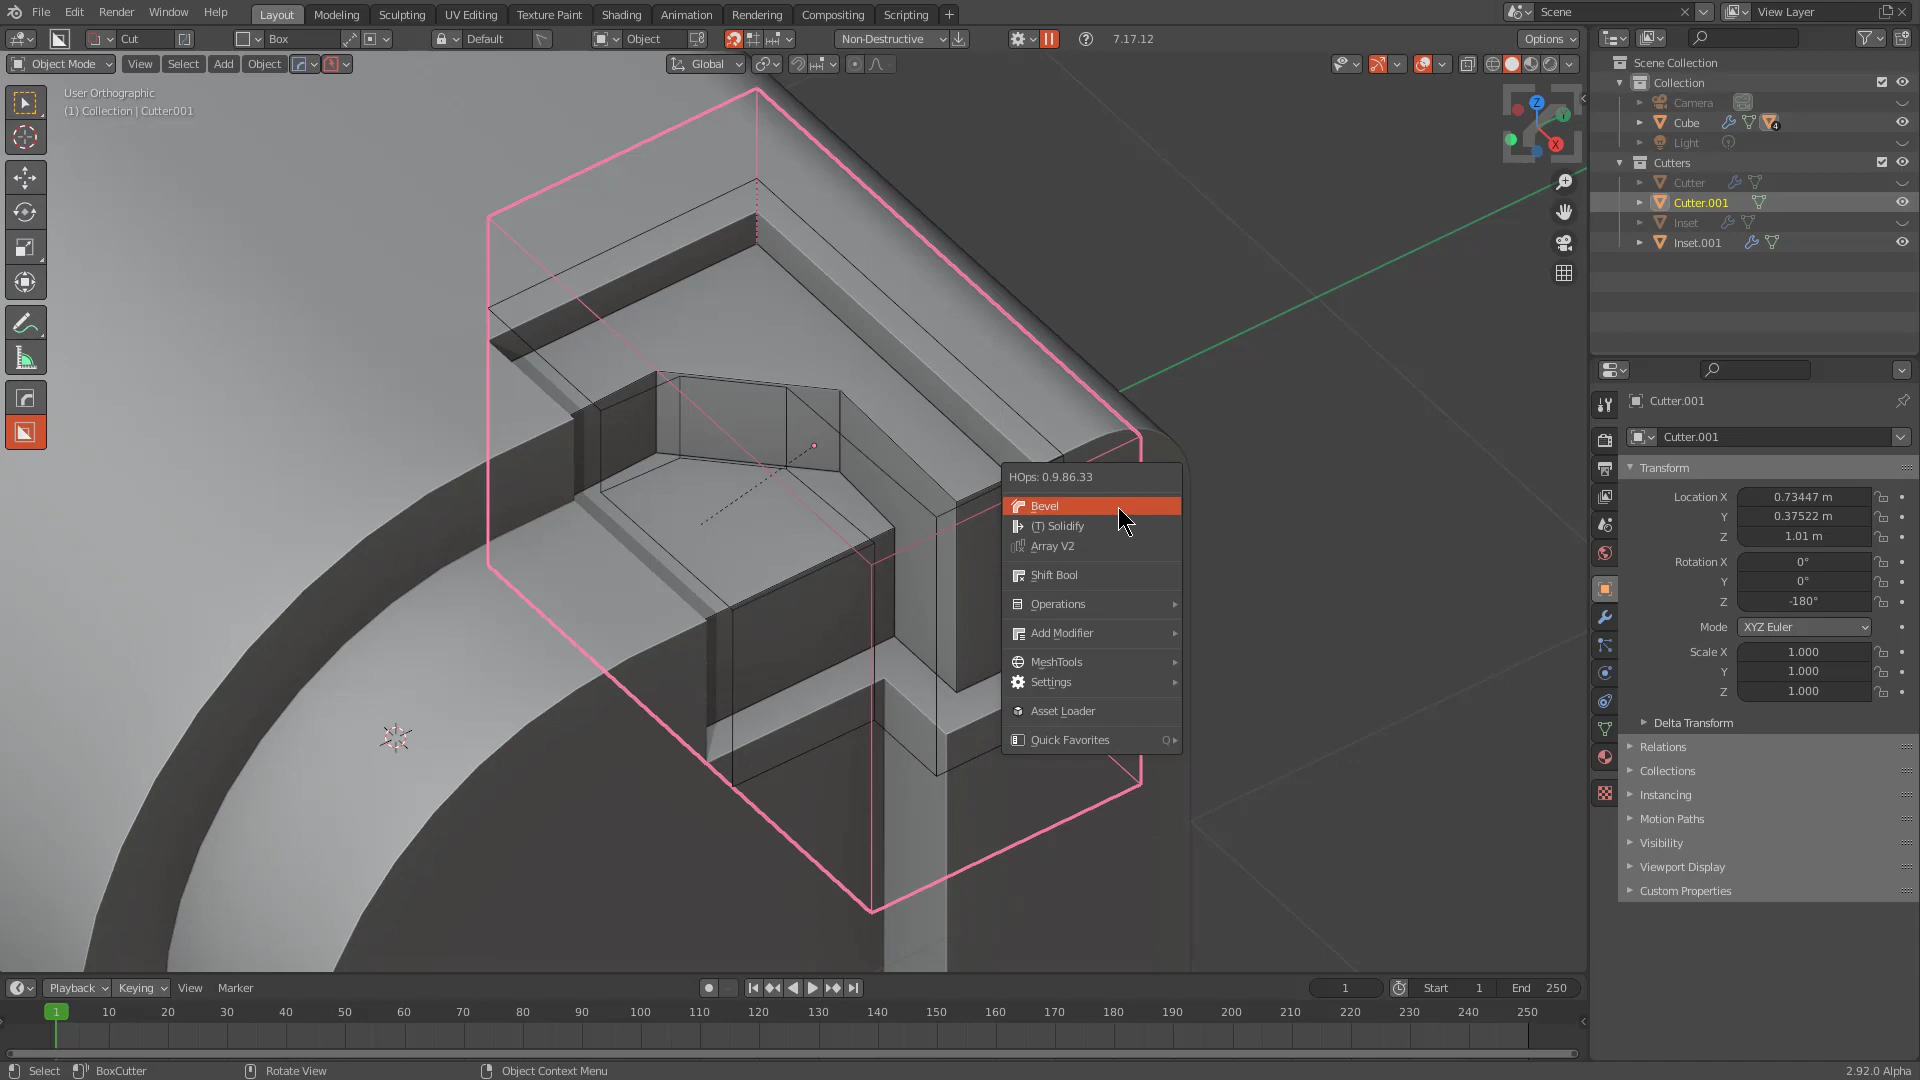 File Edit Render Window Help
Layout Modeling Sculpting UV Editing Texture Paint Shading Animation Rendering Compositing Scripting +
Scene
View Layer
Cut
Box
Default
Object
Non-Destructive
7.17.12
Options
Object Mode View Select Add Object
Global
User Orthographic
(1) Collection | Cutter.001
Z
Y
X
Scene Collection
Collection
Camera
Cube
4
Light
Cutters
Cutter
Cutter.001
Inset
Inset.001
HOps: 0.9.86.33
Bevel
(T) Solidify
Array V2
Shift Bool
Operations
Add Modifier
MeshTools
Settings
Asset Loader
Quick Favorites Q
Cutter.001
Cutter.001
Transform
Location X 0.73447 m
Y 0.37522 m
Z 1.01 m
Rotation X 0°
Y 0°
Z -180°
Mode XYZ Euler
Scale X 1.000
Y 1.000
Z 1.000
Delta Transform
Relations
Collections
Instancing
Motion Paths
Visibility
Viewport Display
Custom Properties
Playback Keying View Marker
1
Start 1
End 250
1 10 20 30 40 50 60 70 80 90 100 110 120 130 140 150 160 170 180 190 200 210 220 230 240 250
Select BoxCutter Rotate View Object Context Menu
2.92.0 Alpha